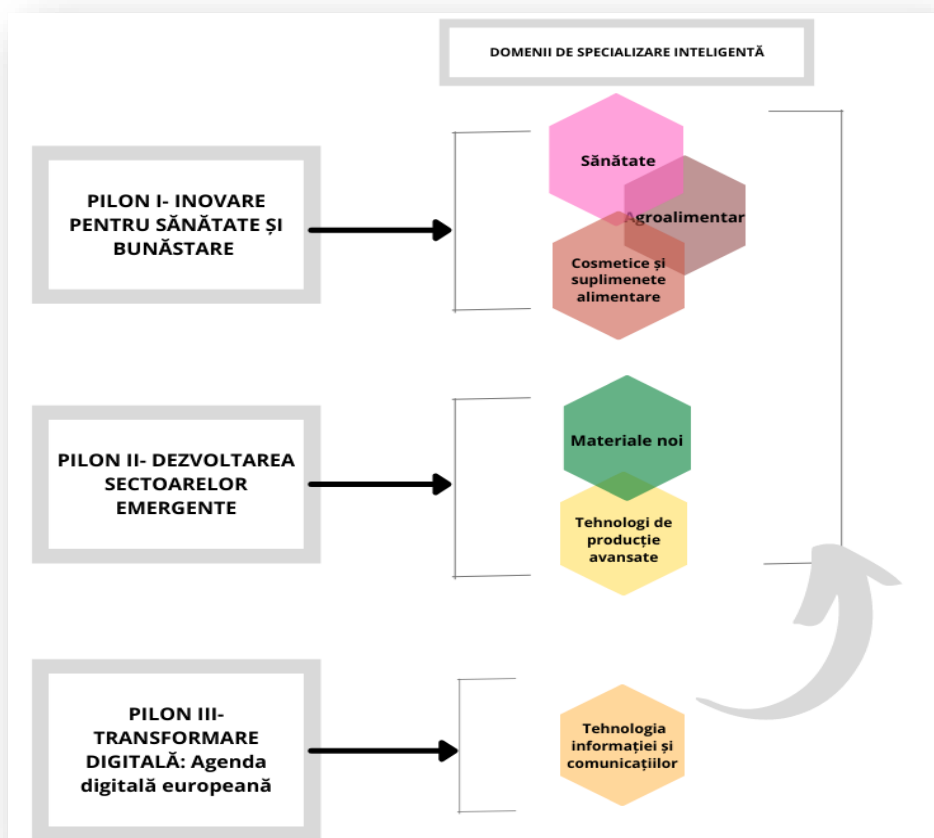 DOMENII DE SPECIALIZARE INTELIGENTĂ
PILON I- INOVARE
PENTRU SĂNĂTATE ȘI
BUNĂSTARE
Sănătate
Agroalimentar
Cosmetice și
suplimenete
alimentare
PILON II- DEZVOLTAREA
SECTOARELOR
EMERGENTE
Materiale noi
Tehnologi de
producție
avansate
PILON III-
TRANSFORMARE
DIGITALĂ: Agenda
digitală europeană
Tehnologia
informației și
comunicațiilor